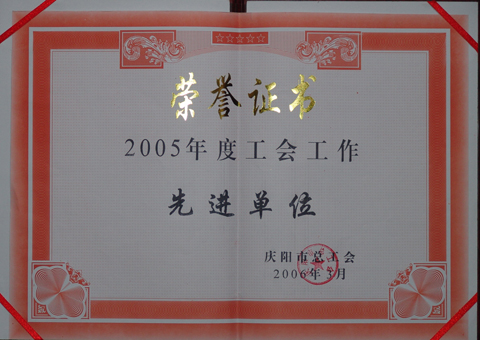 荣誉证书
2005年度工会工作
先进单位
庆阳市总工会
2006年3月